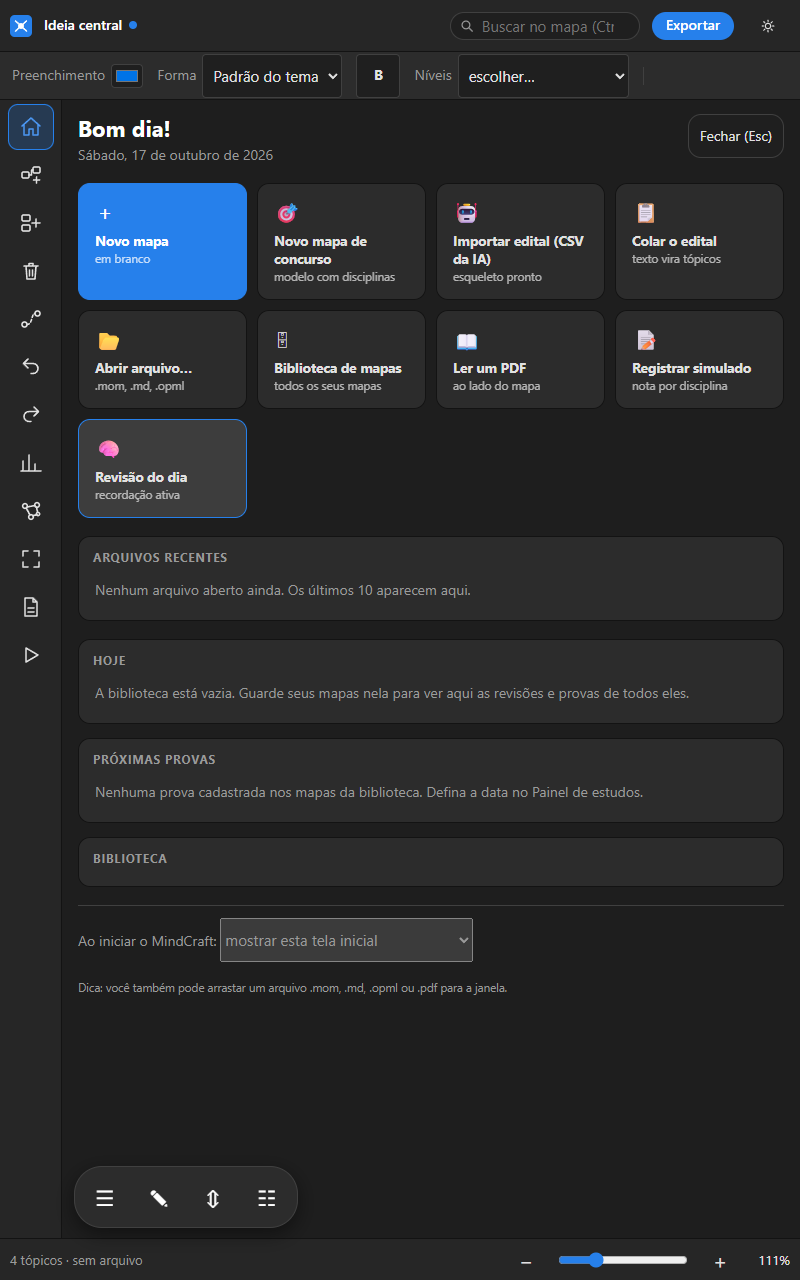 Ideia central
Buscar no mapa (Ctr
Exportar
Preenchimento
Forma
Padrão do tema
B
Níveis
escolher...
Bom dia!
Sábado, 17 de outubro de 2026
Fechar (Esc)
+
Novo mapa
em branco
Novo mapa de
concurso
modelo com disciplinas
Importar edital (CSV
da IA)
esqueleto pronto
Colar o edital
texto vira tópicos
Abrir arquivo...
.mom, .md, .opml
Biblioteca de mapas
todos os seus mapas
Ler um PDF
ao lado do mapa
Registrar simulado
nota por disciplina
Revisão do dia
recordação ativa
ARQUIVOS RECENTES
Nenhum arquivo aberto ainda. Os últimos 10 aparecem aqui.
HOJE
A biblioteca está vazia. Guarde seus mapas nela para ver aqui as revisões e provas de todos eles.
PRÓXIMAS PROVAS
Nenhuma prova cadastrada nos mapas da biblioteca. Defina a data no Painel de estudos.
BIBLIOTECA
Ao iniciar o MindCraft:
mostrar esta tela inicial
Dica: você também pode arrastar um arquivo .mom, .md, .opml ou .pdf para a janela.
4 tópicos · sem arquivo
−
+
111%